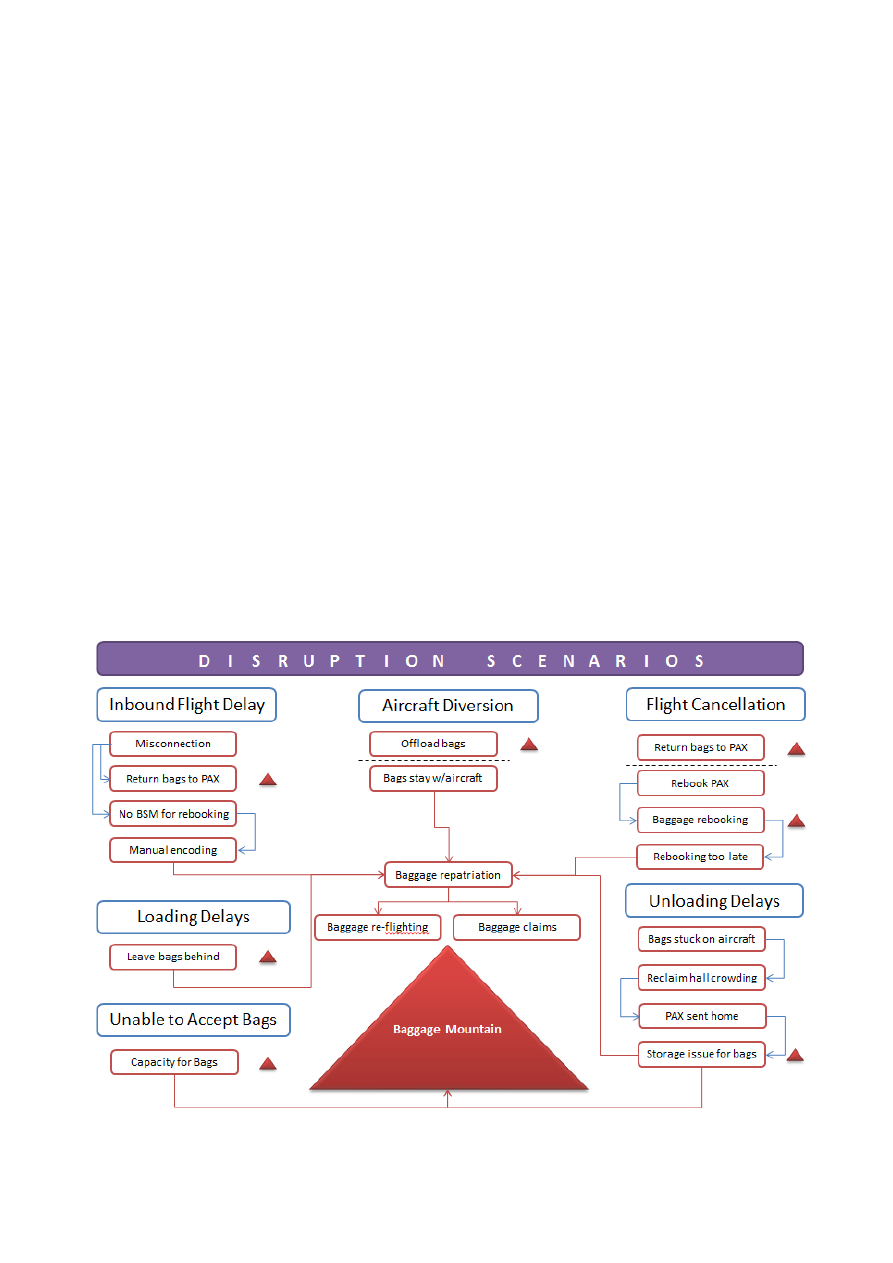 DISRUPTION SCENARIOS
Inbound Flight Delay
Misconnection
Return bags to PAX
No BSM for rebooking
Manual encoding
Loading Delays
Leave bags behind
Unable to Accept Bags
Capacity for Bags
Aircraft Diversion
Offload bags
Bags stay w/aircraft
Baggage repatriation
Baggage re-flighting
Baggage claims
Baggage Mountain
Flight Cancellation
Return bags to PAX
Rebook PAX
Baggage rebooking
Rebooking too late
Unloading Delays
Bags stuck on aircraft
Reclaim hall crowding
PAX sent home
Storage issue for bags